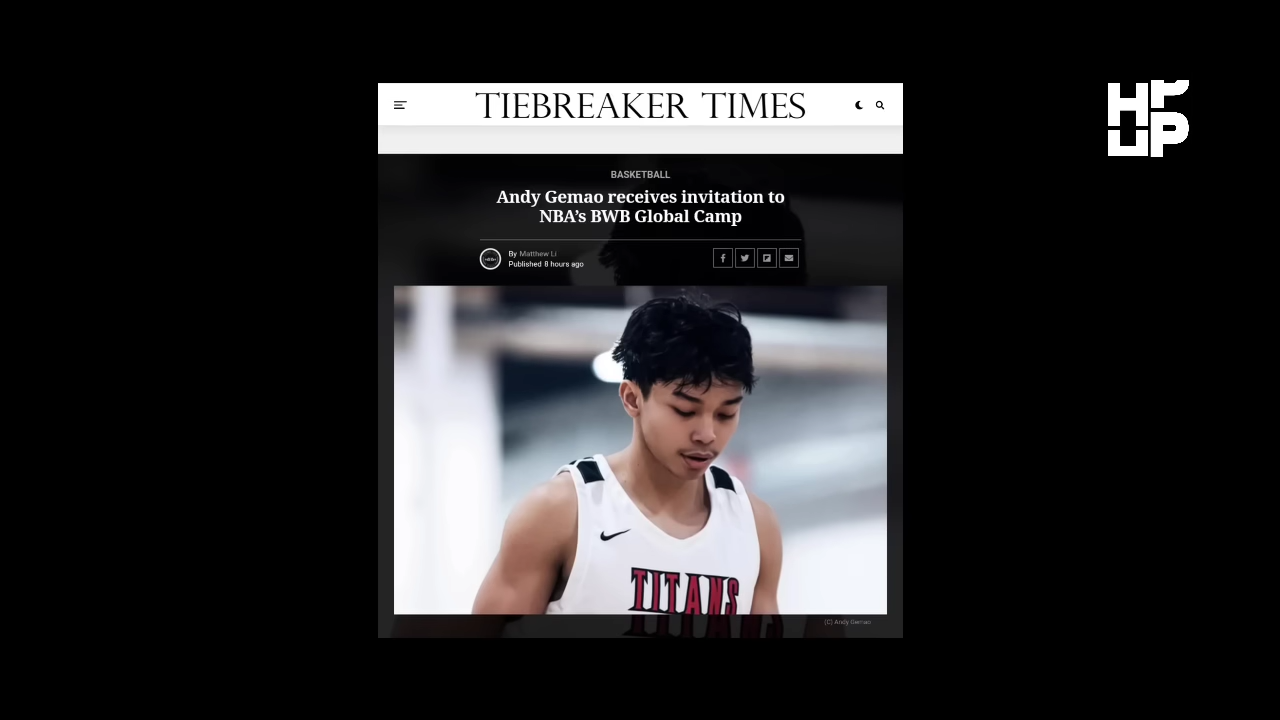 TIEBREAKER TIMES
BASKETBALL
Andy Gemao receives invitation to
NBA's BWB Global Camp
By Matthew Li
Published 8 hours ago
TITANS
(C) Andy Gemao